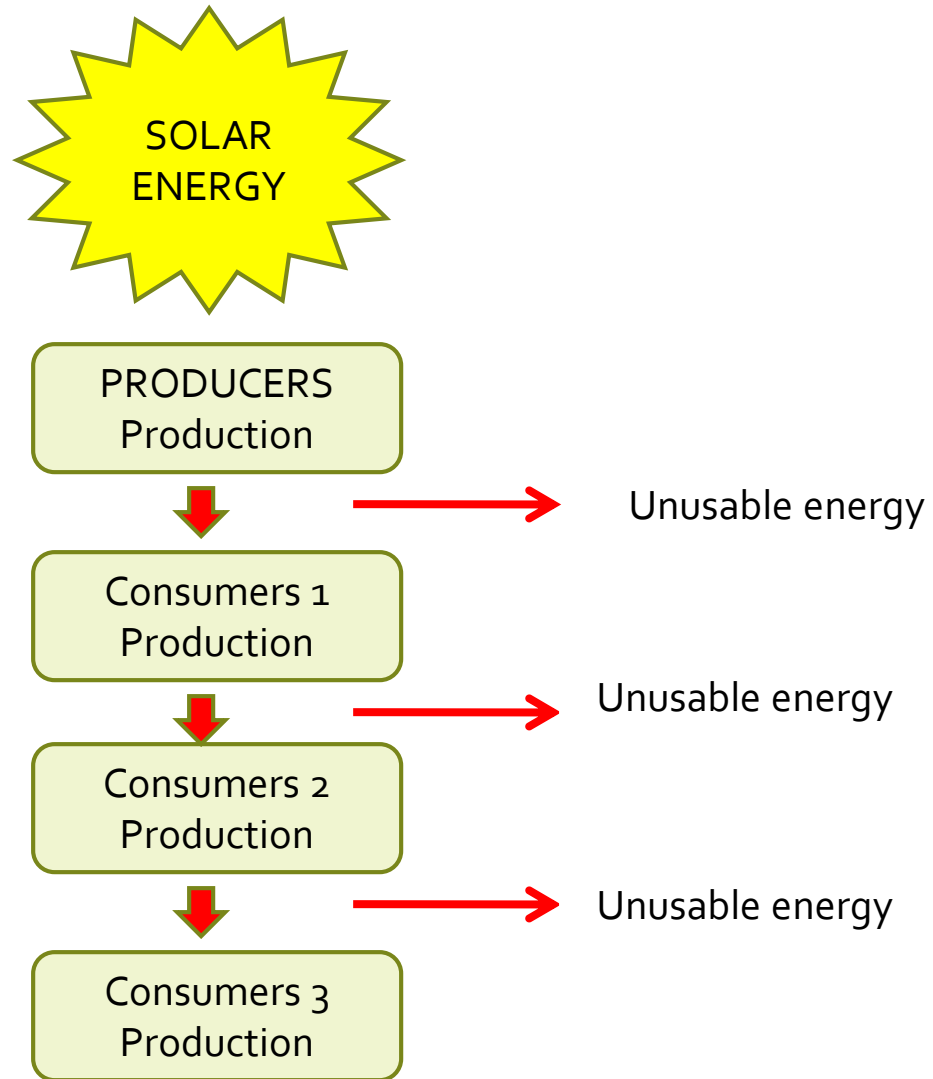 SOLAR
ENERGY
PRODUCERS
Production
Unusable energy
Consumers 1
Production
Unusable energy
Consumers 2
Production
Unusable energy
Consumers 3
Production